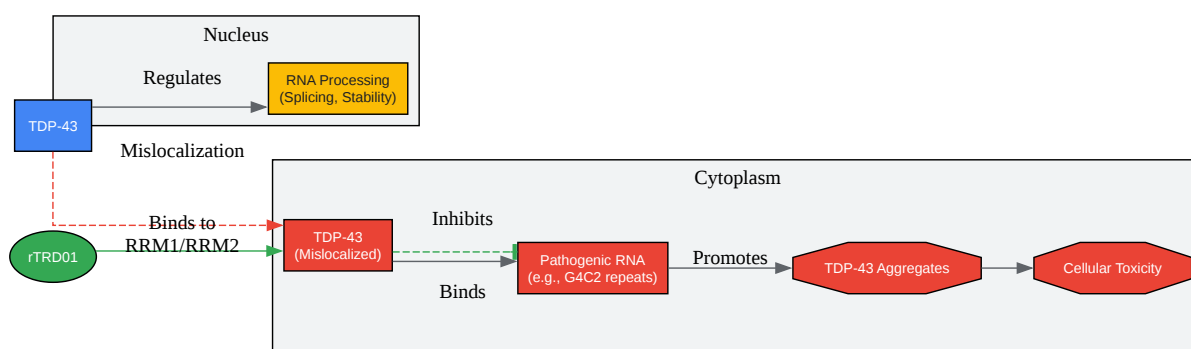 Nucleus
Regulates
RNA Processing
(Splicing, Stability)
TDP-43
Mislocalization
Cytoplasm
Binds to
RRM1/RRM2
rTRD01
TDP-43
(Mislocalized)
Inhibits
Binds
Pathogenic RNA
(e.g., G4C2 repeats)
Promotes
TDP-43 Aggregates
Cellular Toxicity